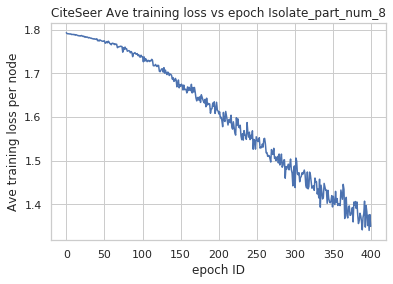 CiteSeer Ave training loss vs epoch Isolate_part_num_8
1.8
1.7
1.6
1.5
1.4
Ave training loss per node
0 50 100 150 200 250 300 350 400
epoch ID